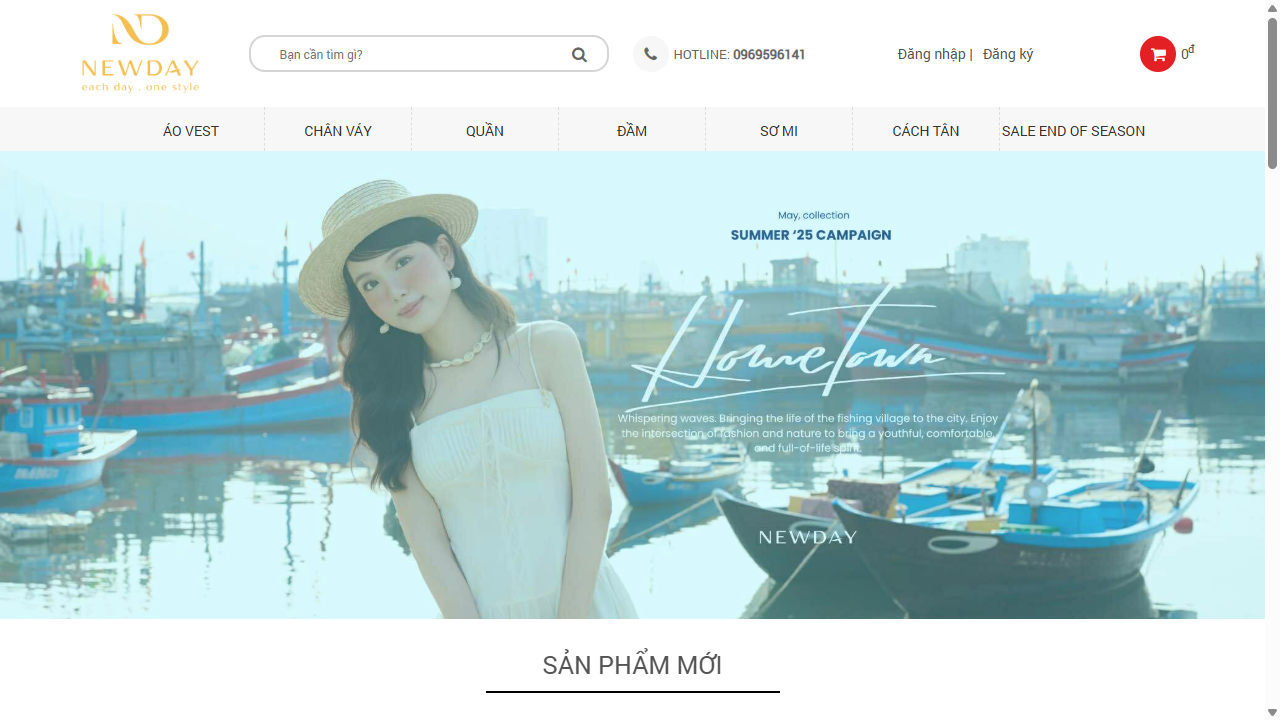 NEWDAY
each day . one style
Bạn cần tìm gì?
HOTLINE: 0969596141
Đăng nhập | Đăng ký
0đ
ÁO VEST
CHÂN VÁY
QUẦN
ĐẦM
SƠ MI
CÁCH TÂN
SALE END OF SEASON
May, collection
SUMMER ‘25 CAMPAIGN
HomeTown
Whispering waves. Bringing the life of the fishing village to the city. Enjoy
the intersection of fashion and nature to bring a youthful, comfortable,
and full-of-life spirit.
NEWDAY
SẢN PHẨM MỚI